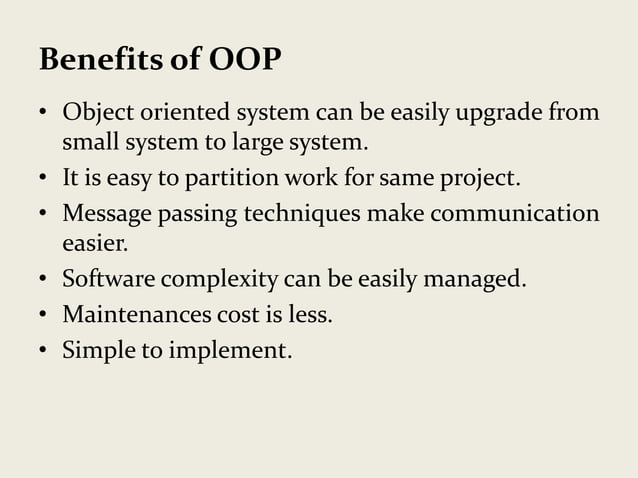 Benefits of OOP
• Object oriented system can be easily upgrade from
small system to large system.
• It is easy to partition work for same project.
• Message passing techniques make communication
easier.
• Software complexity can be easily managed.
• Maintenances cost is less.
• Simple to implement.